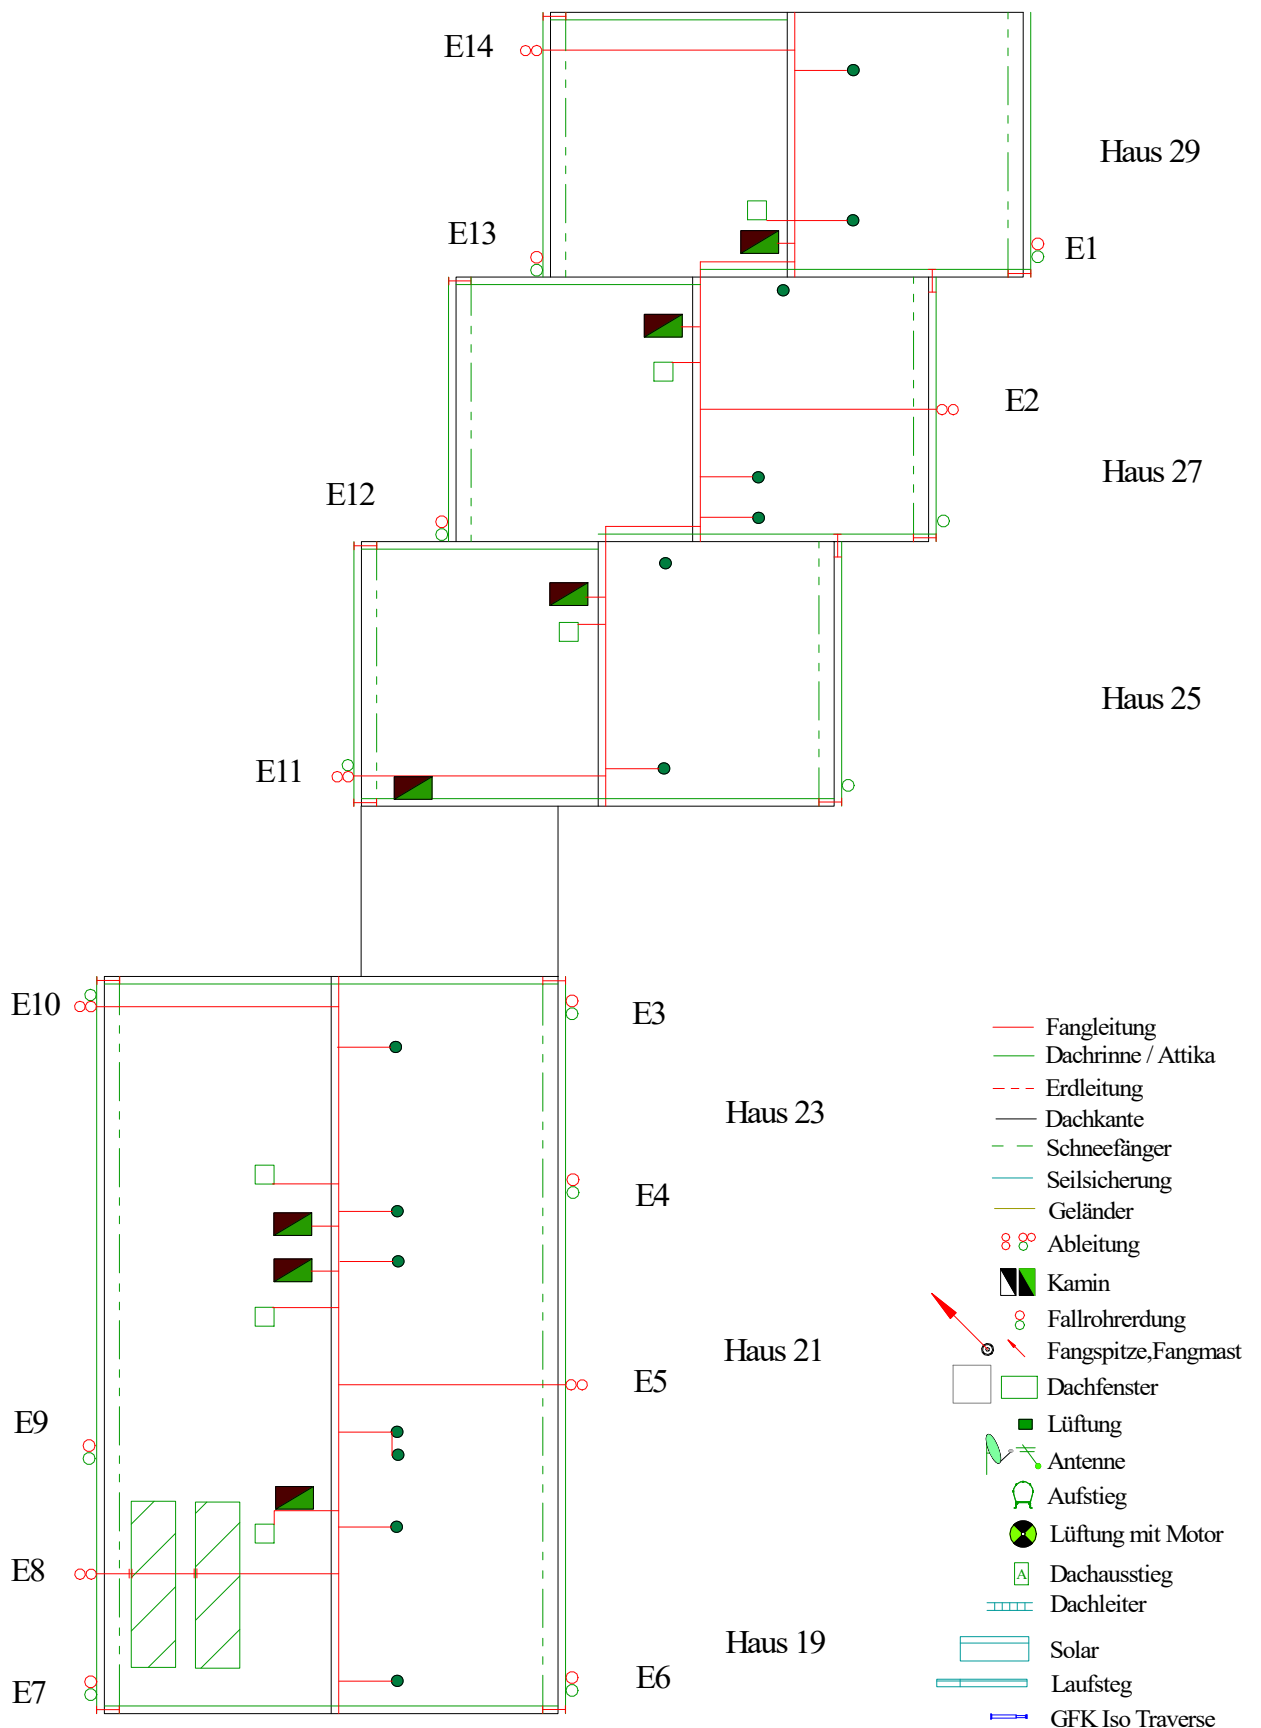 E14
Haus 29
E13
E1
E2
Haus 27
E12
Haus 25
E11
E10
E3
Haus 23
E4
Haus 21
E5
E9
E8
Haus 19
E7
E6
Fangleitung
Dachrinne / Attika
Erdleitung
Dachkante
Schneefänger
Seilsicherung
Geländer
Ableitung
Kamin
Fallrohrerdung
Fangspitze,Fangmast
Dachfenster
Lüftung
Antenne
Aufstieg
Lüftung mit Motor
A Dachausstieg
Dachleiter
Solar
Laufsteg
GFK Iso Traverse